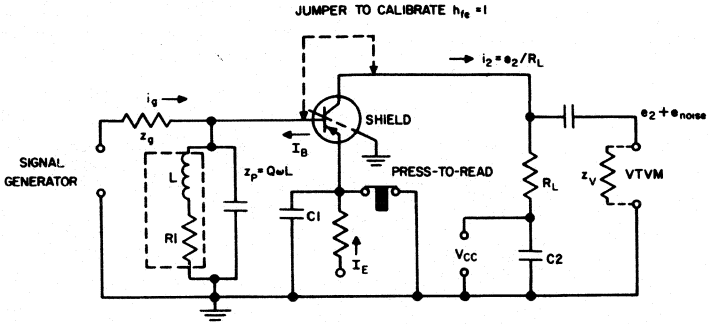 JUMPER TO CALIBRATE hfe = 1
i2 = e2/RL
ig
zg
SHIELD
e2 + enoise
IB
SIGNAL
GENERATOR
L
zP = QωL
PRESS-TO-READ
RL
zV
VTVM
C1
R1
VCC
C2
IE